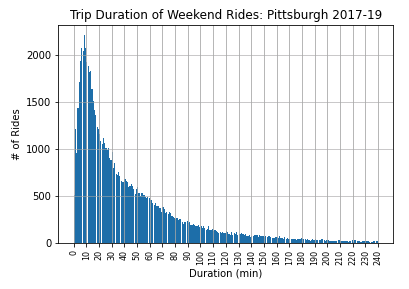 Trip Duration of Weekend Rides: Pittsburgh 2017-19
2000
1500
1000
500
0
# of Rides
0 10 20 30 40 50 60 70 80 90 100 110 120 130 140 150 160 170 180 190 200 210 220 230 240
Duration (min)